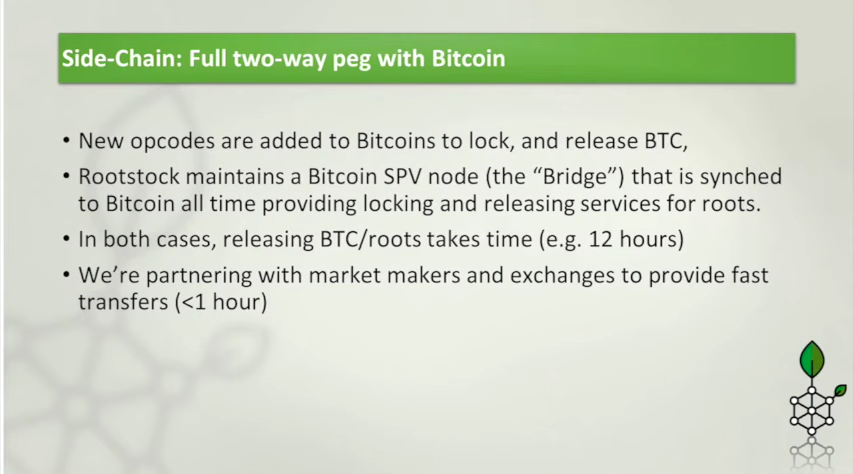 Side-Chain: Full two-way peg with Bitcoin
• New opcodes are added to Bitcoins to lock, and release BTC,
• Rootstock maintains a Bitcoin SPV node (the “Bridge”) that is synched
to Bitcoin all time providing locking and releasing services for roots.
• In both cases, releasing BTC/roots takes time (e.g. 12 hours)
• We’re partnering with market makers and exchanges to provide fast
transfers (<1 hour)